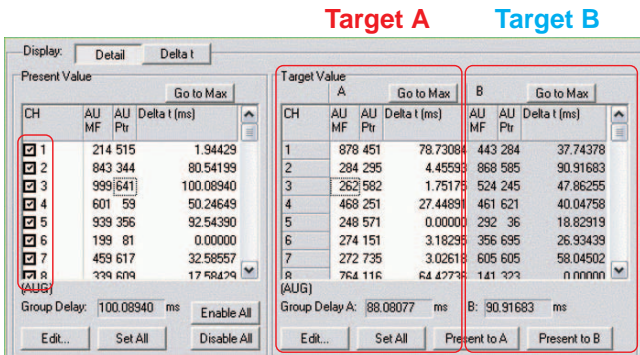 Target A Target B
Display: Detail Delta t
Present Value Target Value
Go to Max A Go to Max B Go to Max
CH AU MF AU Ptr Delta t (ms) CH AU MF AU Ptr Delta t (ms) AU MF AU Ptr Delta t (ms)
1 214 515 1.94429 1 878 451 78.73084 443 284 37.74378
2 843 344 80.54199 2 284 295 4.45593 868 585 90.91683
3 999 641 100.08940 3 262 582 1.75175 524 245 47.86255
4 601 59 50.24649 4 468 251 27.44891 461 621 40.04758
5 939 356 92.54390 5 248 571 0.00000 292 36 18.82919
6 199 81 0.00000 6 274 151 3.18295 356 695 26.93439
7 459 617 32.58557 7 272 735 3.02618 605 605 58.04502
8 339 609 17.58429 8 764 116 64.42736 141 323 0.00000
(AUG) (AUG)
Group Delay: 100.08940 ms Enable All Group Delay A: 88.08077 ms B: 90.91683 ms
Edit... Set All Disable All Edit... Set All Present to A Present to B